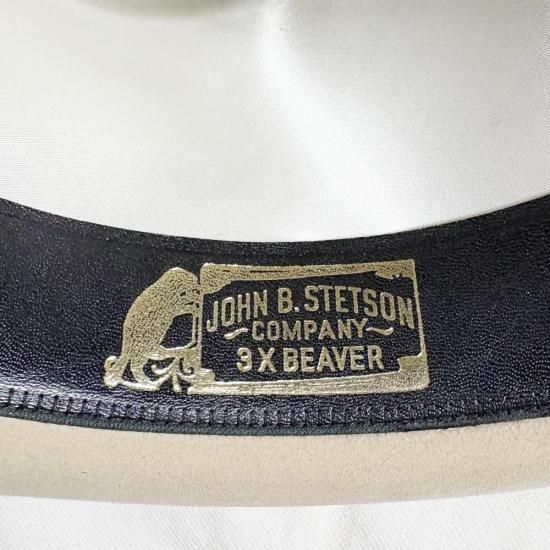 JOHN B. STETSON
COMPANY
3 X BEAVER